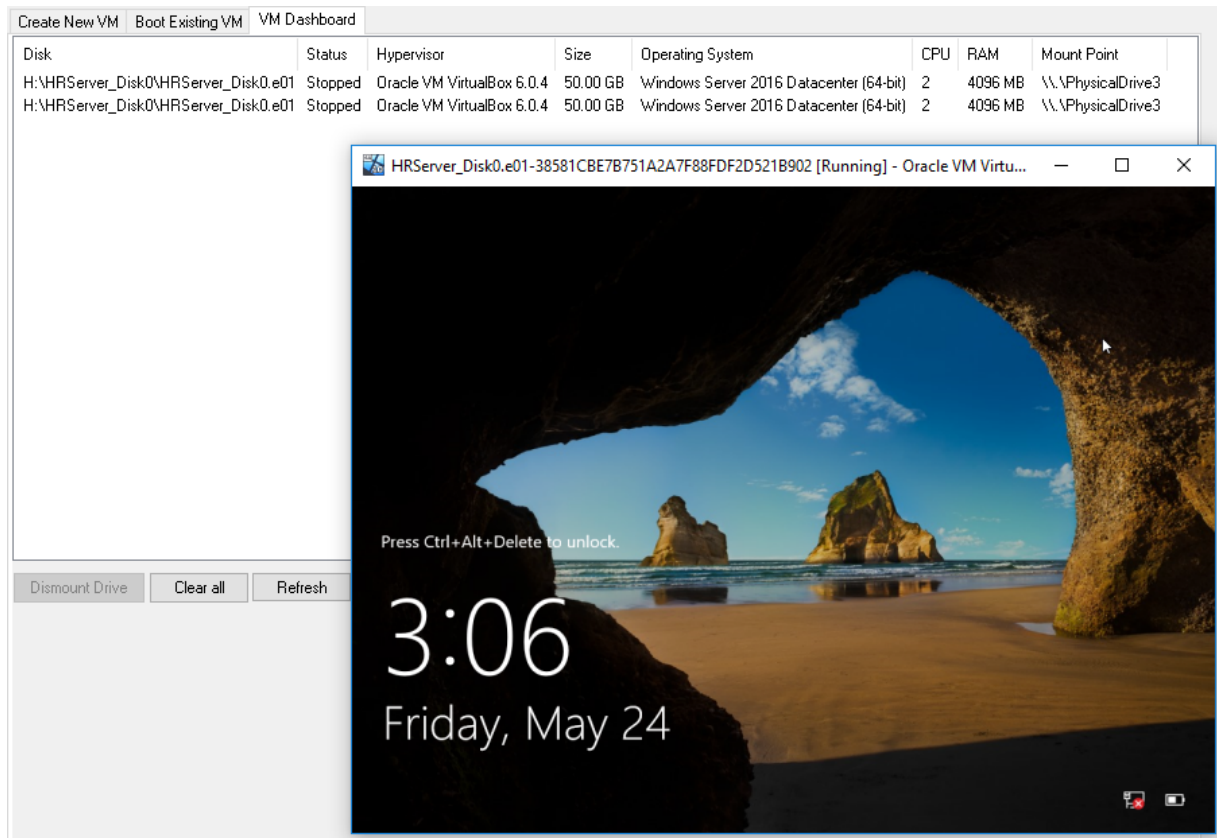 Create New VM Boot Existing VM VM Dashboard
Disk Status Hypervisor Size Operating System CPU RAM Mount Point
H:\HRServer_Disk0\HRServer_Disk0.e01 Stopped Oracle VM VirtualBox 6.0.4 50.00 GB Windows Server 2016 Datacenter (64-bit) 2 4096 MB \\.\PhysicalDrive3
H:\HRServer_Disk0\HRServer_Disk0.e01 Stopped Oracle VM VirtualBox 6.0.4 50.00 GB Windows Server 2016 Datacenter (64-bit) 2 4096 MB \\.\PhysicalDrive3
HRServer_Disk0.e01-38581CBE7B751A2A7F88FDF2D521B902 [Running] - Oracle VM Virtu...
Press Ctrl+Alt+Delete to unlock.
Dismount Drive Clear all Refresh
3:06
Friday, May 24